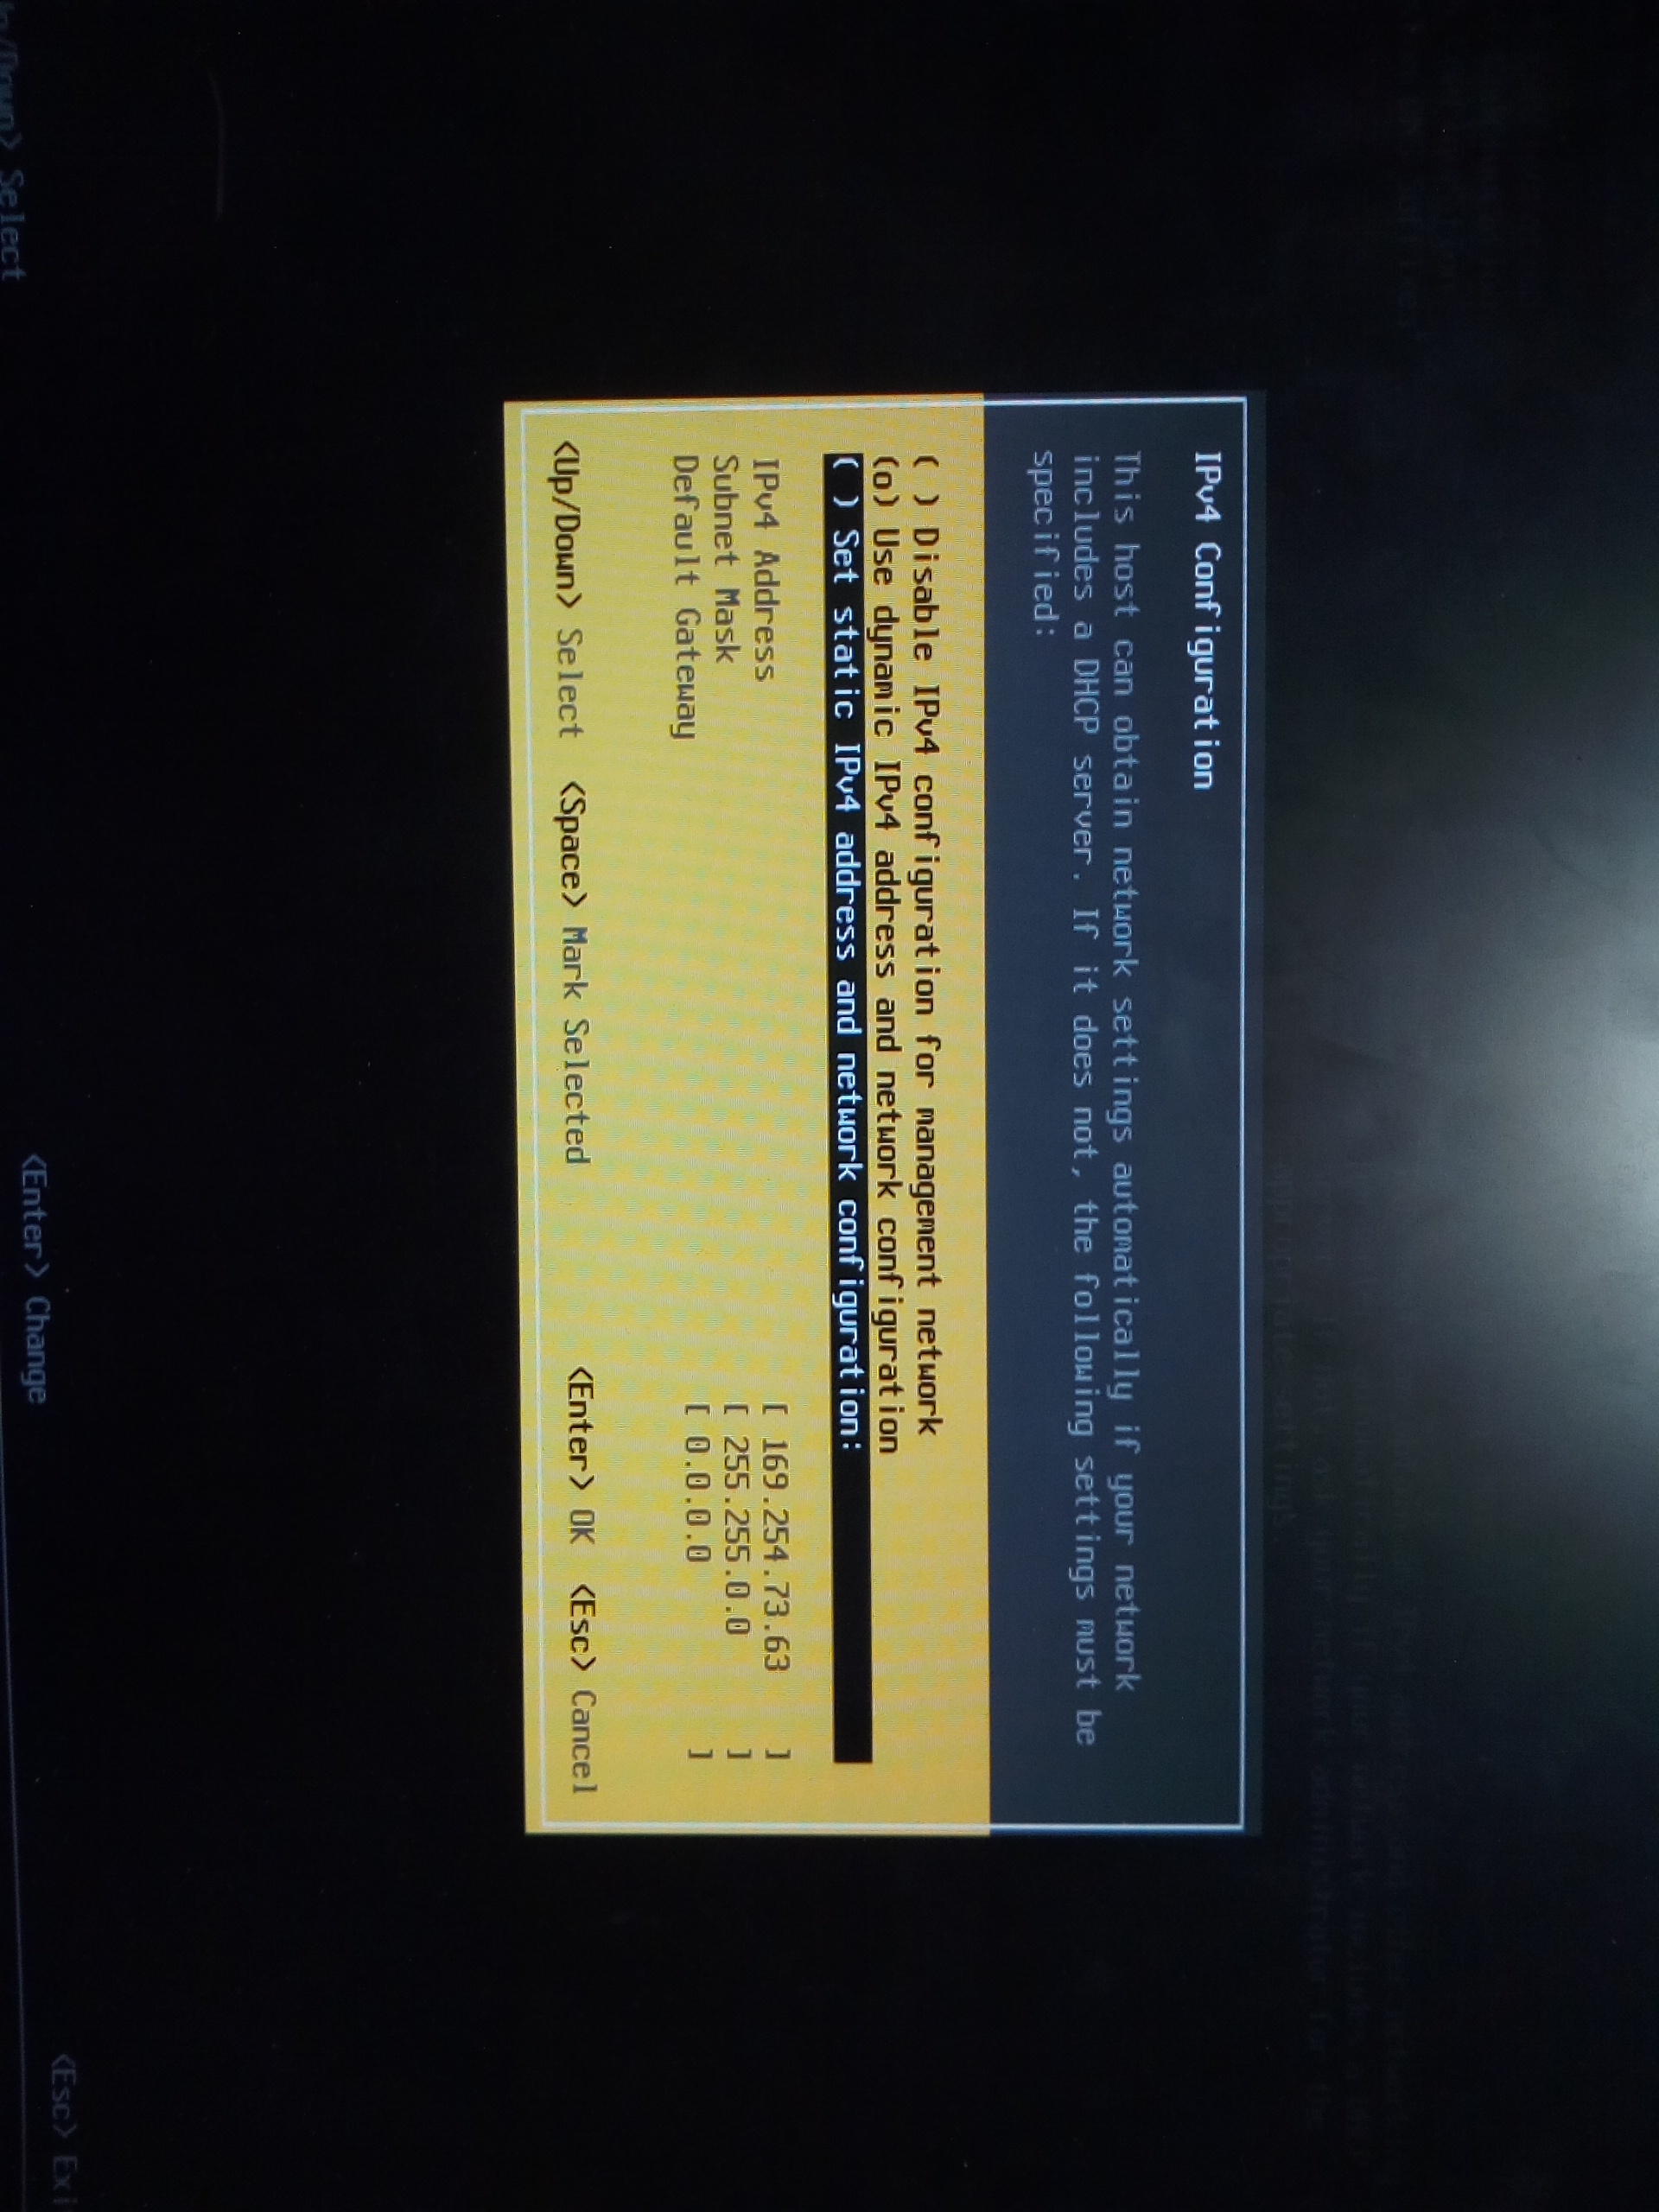 IPv4 Configuration
This host can obtain network settings automatically if your network
includes a DHCP server. If it does not, the following settings must be
specified:
( ) Disable IPv4 configuration for management network
(o) Use dynamic IPv4 address and network configuration
( ) Set static IPv4 address and network configuration:
IPv4 Address [ 169.254.73.63 ]
Subnet Mask [ 255.255.0.0 ]
Default Gateway [ 0.0.0.0 ]
<Up/Down> Select <Space> Mark Selected <Enter> OK <Esc> Cancel
Select <Enter> Change <Esc>